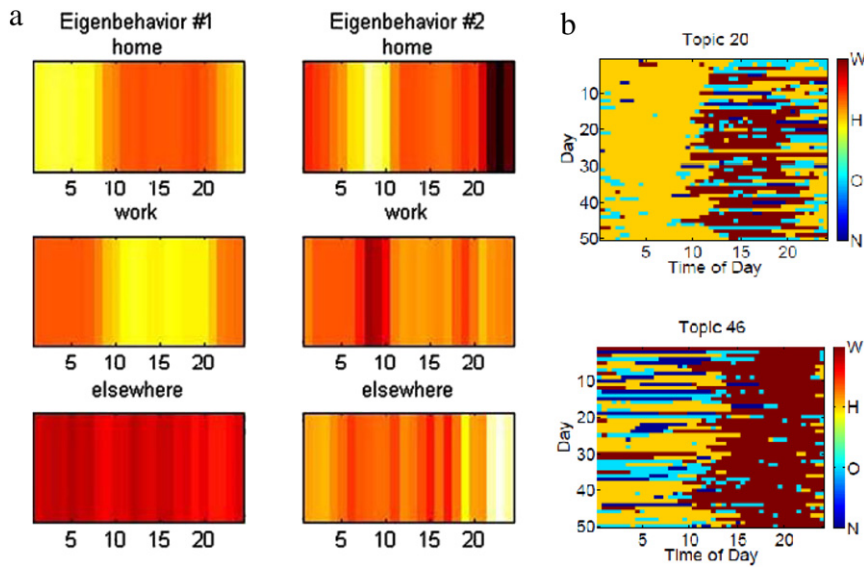 a
Eigenbehavior #1
home
5 10 15 20
work
5 10 15 20
elsewhere
5 10 15 20
Eigenbehavior #2
home
5 10 15 20
work
5 10 15 20
elsewhere
5 10 15 20
b
Topic 20
Day
10
20
30
40
50
5 10 15 20
Time of Day
W
H
O
N
Topic 46
Day
10
20
30
40
50
5 10 15 20
Time of Day
W
H
O
N